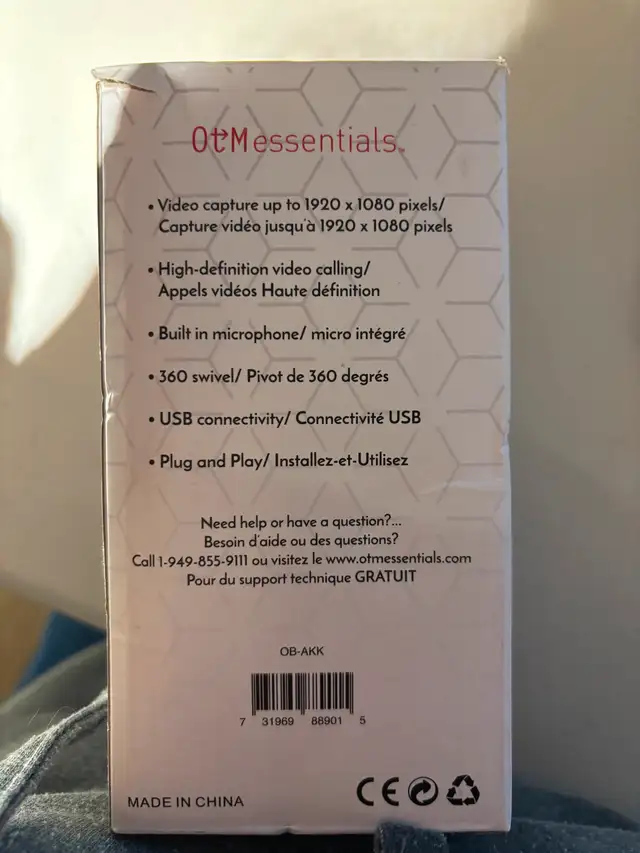 OtMessentials™
• Video capture up to 1920 x 1080 pixels/
Capture vidéo jusqu'à 1920 x 1080 pixels
• High-definition video calling/
Appels vidéos Haute définition
• Built in microphone/ micro intégré
• 360 swivel/ Pivot de 360 degrés
• USB connectivity/ Connectivité USB
• Plug and Play/ Installez-et-Utilisez
Need help or have a question?...
Besoin d'aide ou des questions?
Call 1-949-855-9111 ou visitez le www.otmessentials.com
Pour du support technique GRATUIT
OB-AKK
7 31969 88901 5
MADE IN CHINA
CE